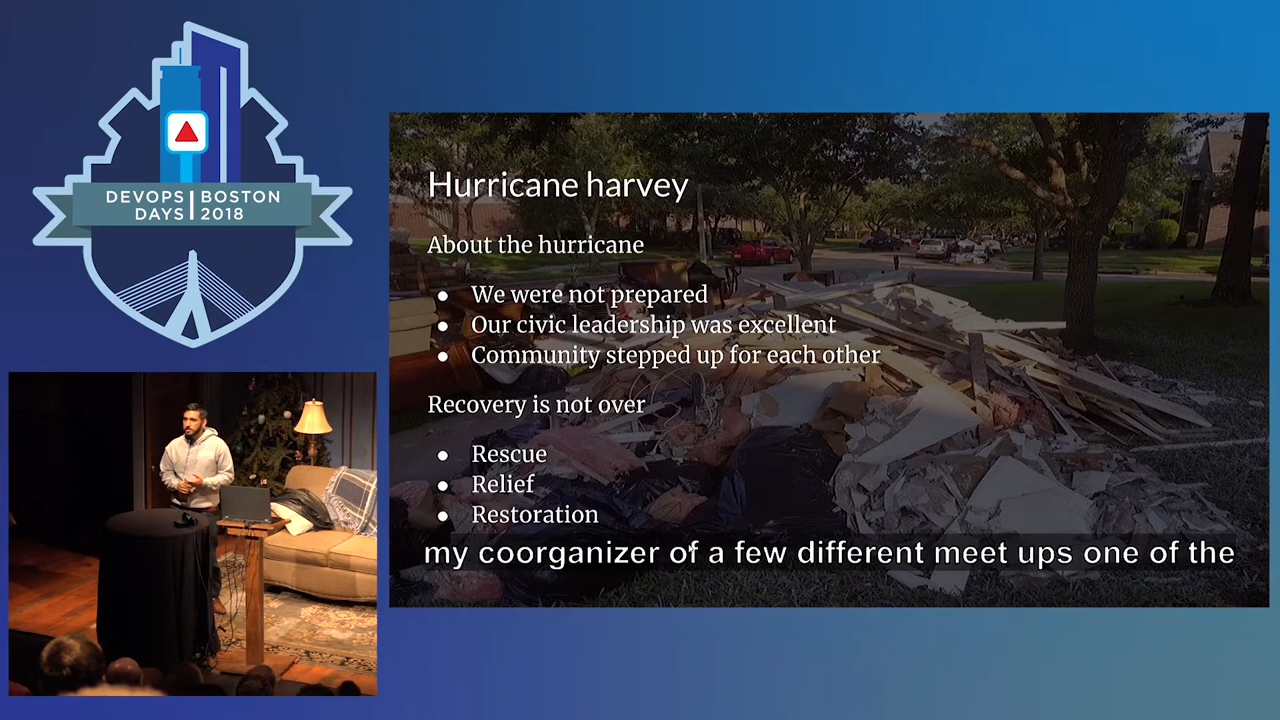 DEVOPS | BOSTON
DAYS | 2018
Hurricane harvey
About the hurricane
● We were not prepared
● Our civic leadership was excellent
● Community stepped up for each other
Recovery is not over
● Rescue
● Relief
● Restoration
my coorganizer of a few different meet ups one of the